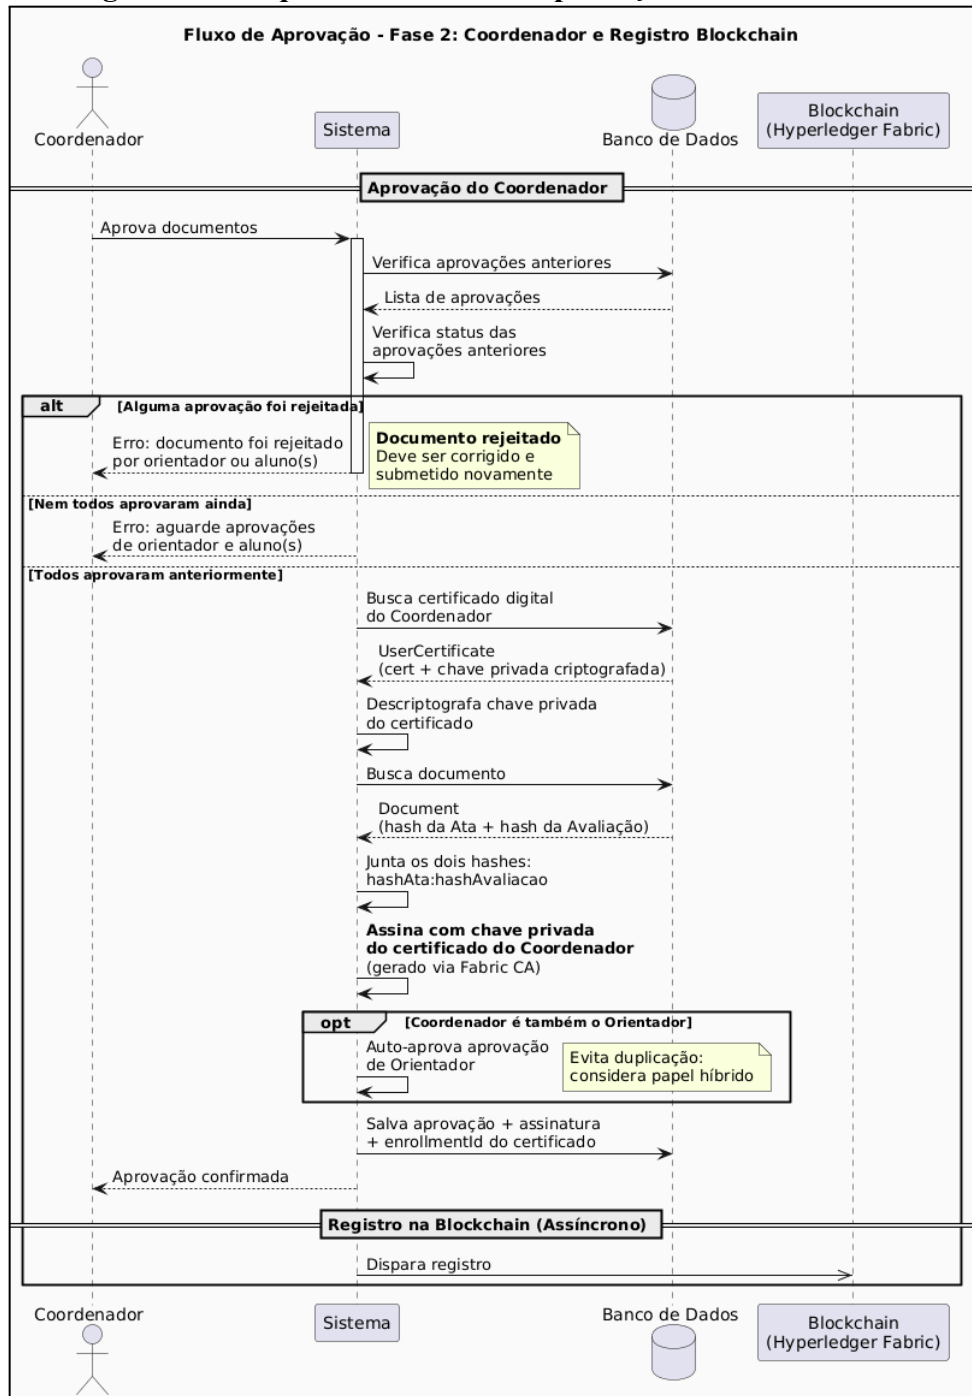 Fluxo de Aprovação - Fase 2: Coordenador e Registro Blockchain
Coordenador
Sistema
Banco de Dados
Blockchain
(Hyperledger Fabric)
Aprovação do Coordenador
Aprova documentos
Verifica aprovações anteriores
Lista de aprovações
Verifica status das
aprovações anteriores
alt
[Alguma aprovação foi rejeitada]
Erro: documento foi rejeitado
por orientador ou aluno(s)
Documento rejeitado
Deve ser corrigido e
submetido novamente
[Nem todos aprovaram ainda]
Erro: aguarde aprovações
de orientador e aluno(s)
[Todos aprovaram anteriormente]
Busca certificado digital
do Coordenador
UserCertificate
(cert + chave privada criptografada)
Descriptografa chave privada
do certificado
Busca documento
Document
(hash da Ata + hash da Avaliação)
Junta os dois hashes:
hashAta:hashAvaliacao
Assina com chave privada
do certificado do Coordenador
(gerado via Fabric CA)
opt
[Coordenador é também o Orientador]
Auto-aprova aprovação
de Orientador
Evita duplicação:
considera papel híbrido
Salva aprovação + assinatura
+ enrollmentId do certificado
Aprovação confirmada
Registro na Blockchain (Assíncrono)
Dispara registro
Coordenador
Sistema
Banco de Dados
Blockchain
(Hyperledger Fabric)